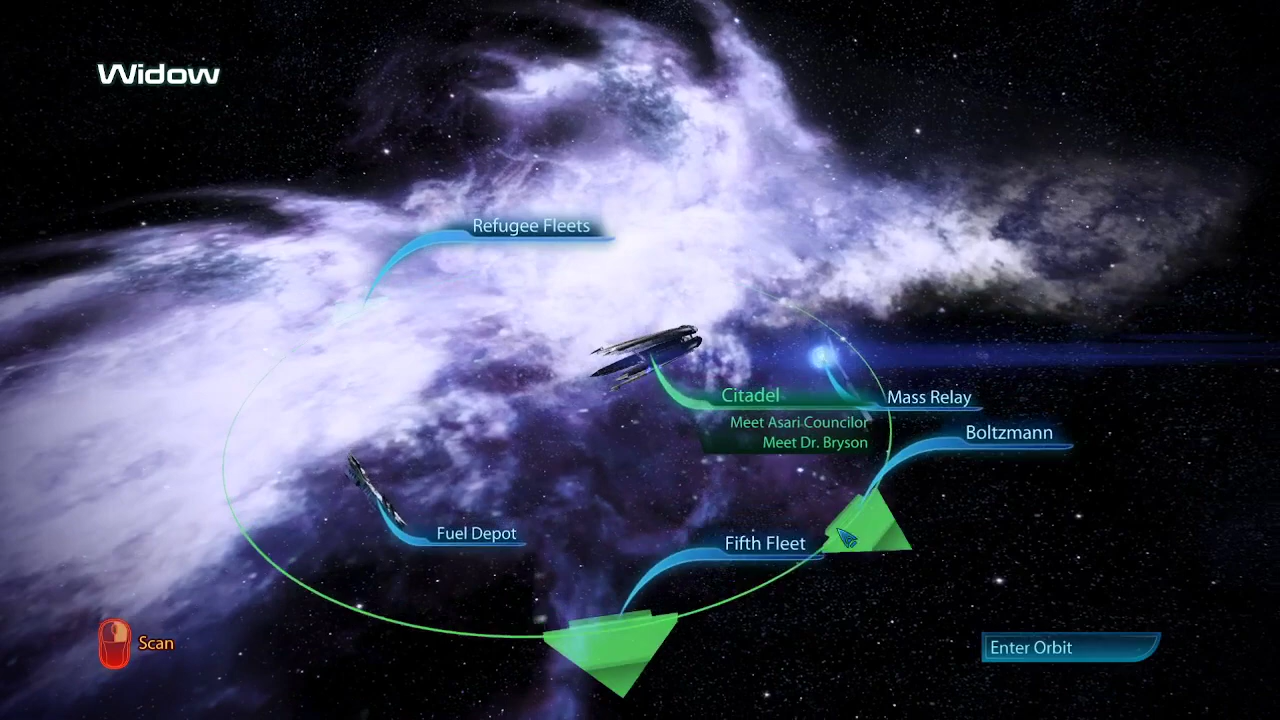 Widow
Refugee Fleets
Citadel
Meet Asari Councilor
Meet Dr. Bryson
Mass Relay
Boltzmann
Fuel Depot
Fifth Fleet
Scan
Enter Orbit